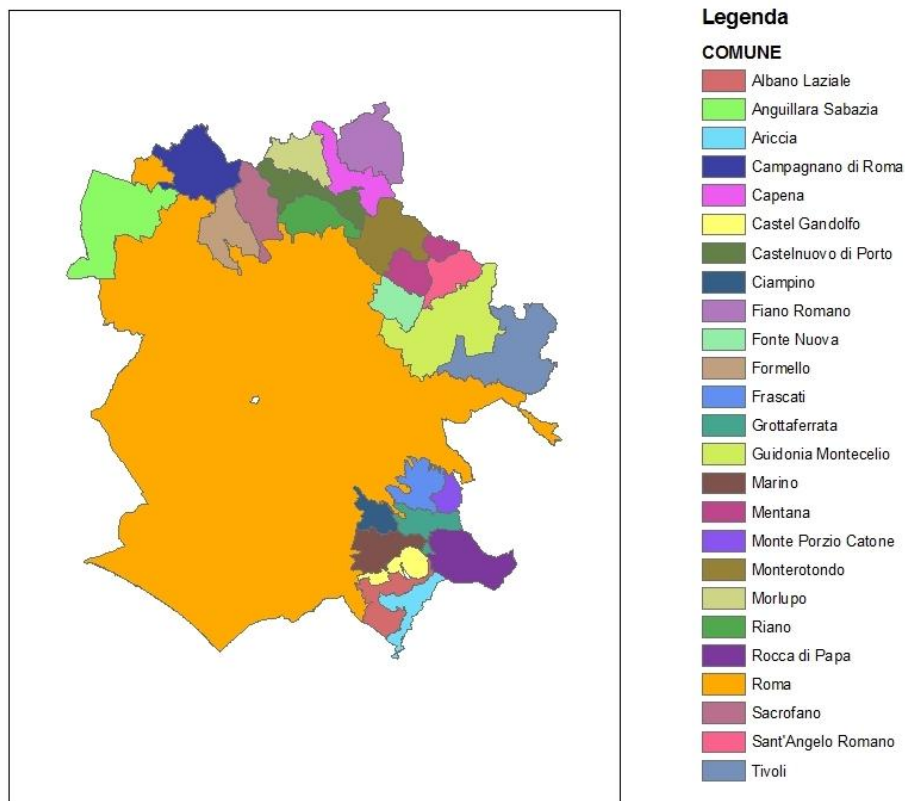 Legenda
COMUNE
Albano Laziale
Anguillara Sabazia
Ariccia
Campagnano di Roma
Capena
Castel Gandolfo
Castelnuovo di Porto
Ciampino
Fiano Romano
Fonte Nuova
Formello
Frascati
Grottaferrata
Guidonia Montecelio
Marino
Mentana
Monte Porzio Catone
Monterotondo
Morlupo
Riano
Rocca di Papa
Roma
Sacrofano
Sant'Angelo Romano
Tivoli